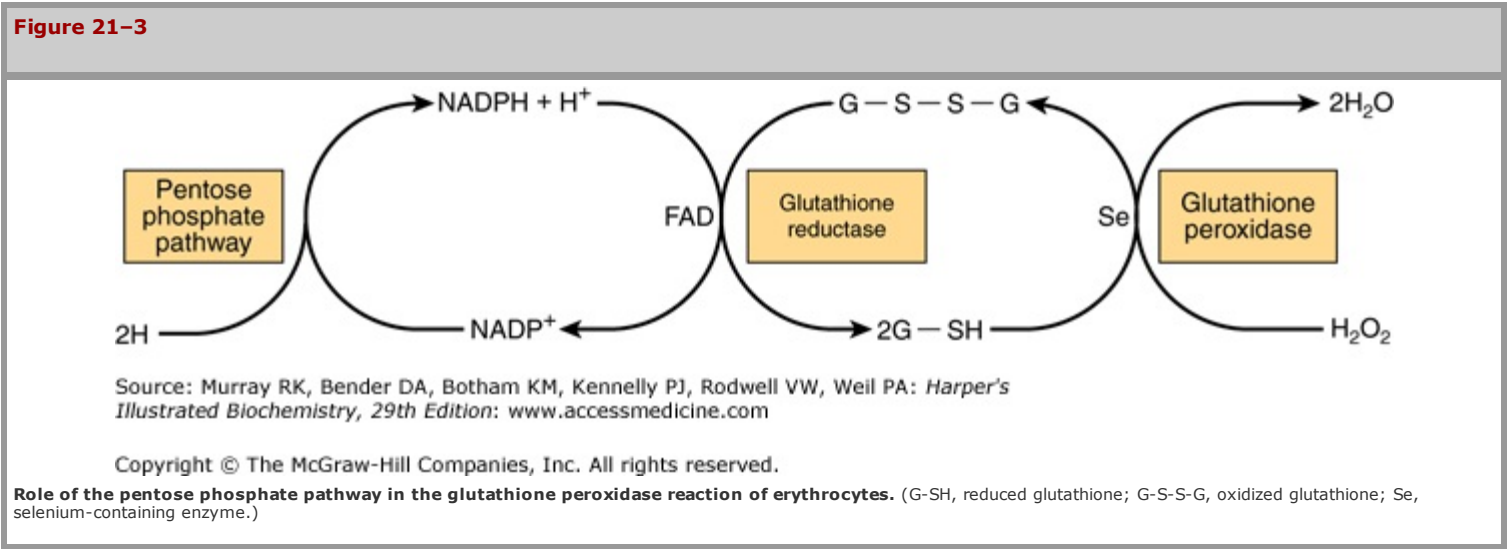 Figure 21–3
NADPH + H⁺
G — S — S — G
2H₂O
Pentose
phosphate
pathway
FAD
Glutathione
reductase
Se
Glutathione
peroxidase
2H
NADP⁺
2G — SH
H₂O₂
Source: Murray RK, Bender DA, Botham KM, Kennelly PJ, Rodwell VW, Weil PA: Harper's
Illustrated Biochemistry, 29th Edition: www.accessmedicine.com
Copyright © The McGraw-Hill Companies, Inc. All rights reserved.
Role of the pentose phosphate pathway in the glutathione peroxidase reaction of erythrocytes. (G-SH, reduced glutathione; G-S-S-G, oxidized glutathione; Se,
selenium-containing enzyme.)